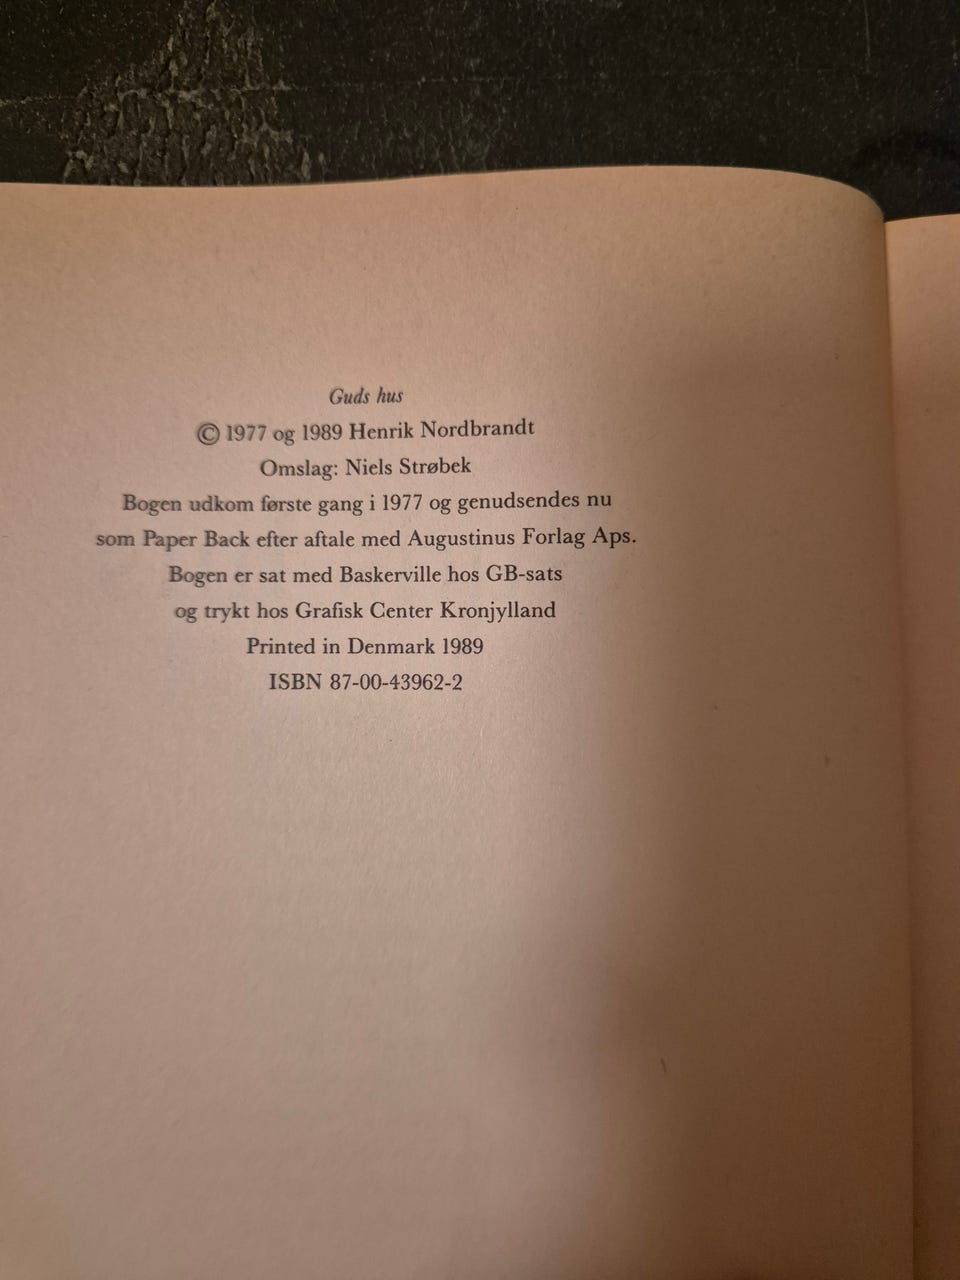 Guds hus
© 1977 og 1989 Henrik Nordbrandt
Omslag: Niels Strøbek
Bogen udkom første gang i 1977 og genudsendes nu
som Paper Back efter aftale med Augustinus Forlag Aps.
Bogen er sat med Baskerville hos GB-sats
og trykt hos Grafisk Center Kronjylland
Printed in Denmark 1989
ISBN 87-00-43962-2